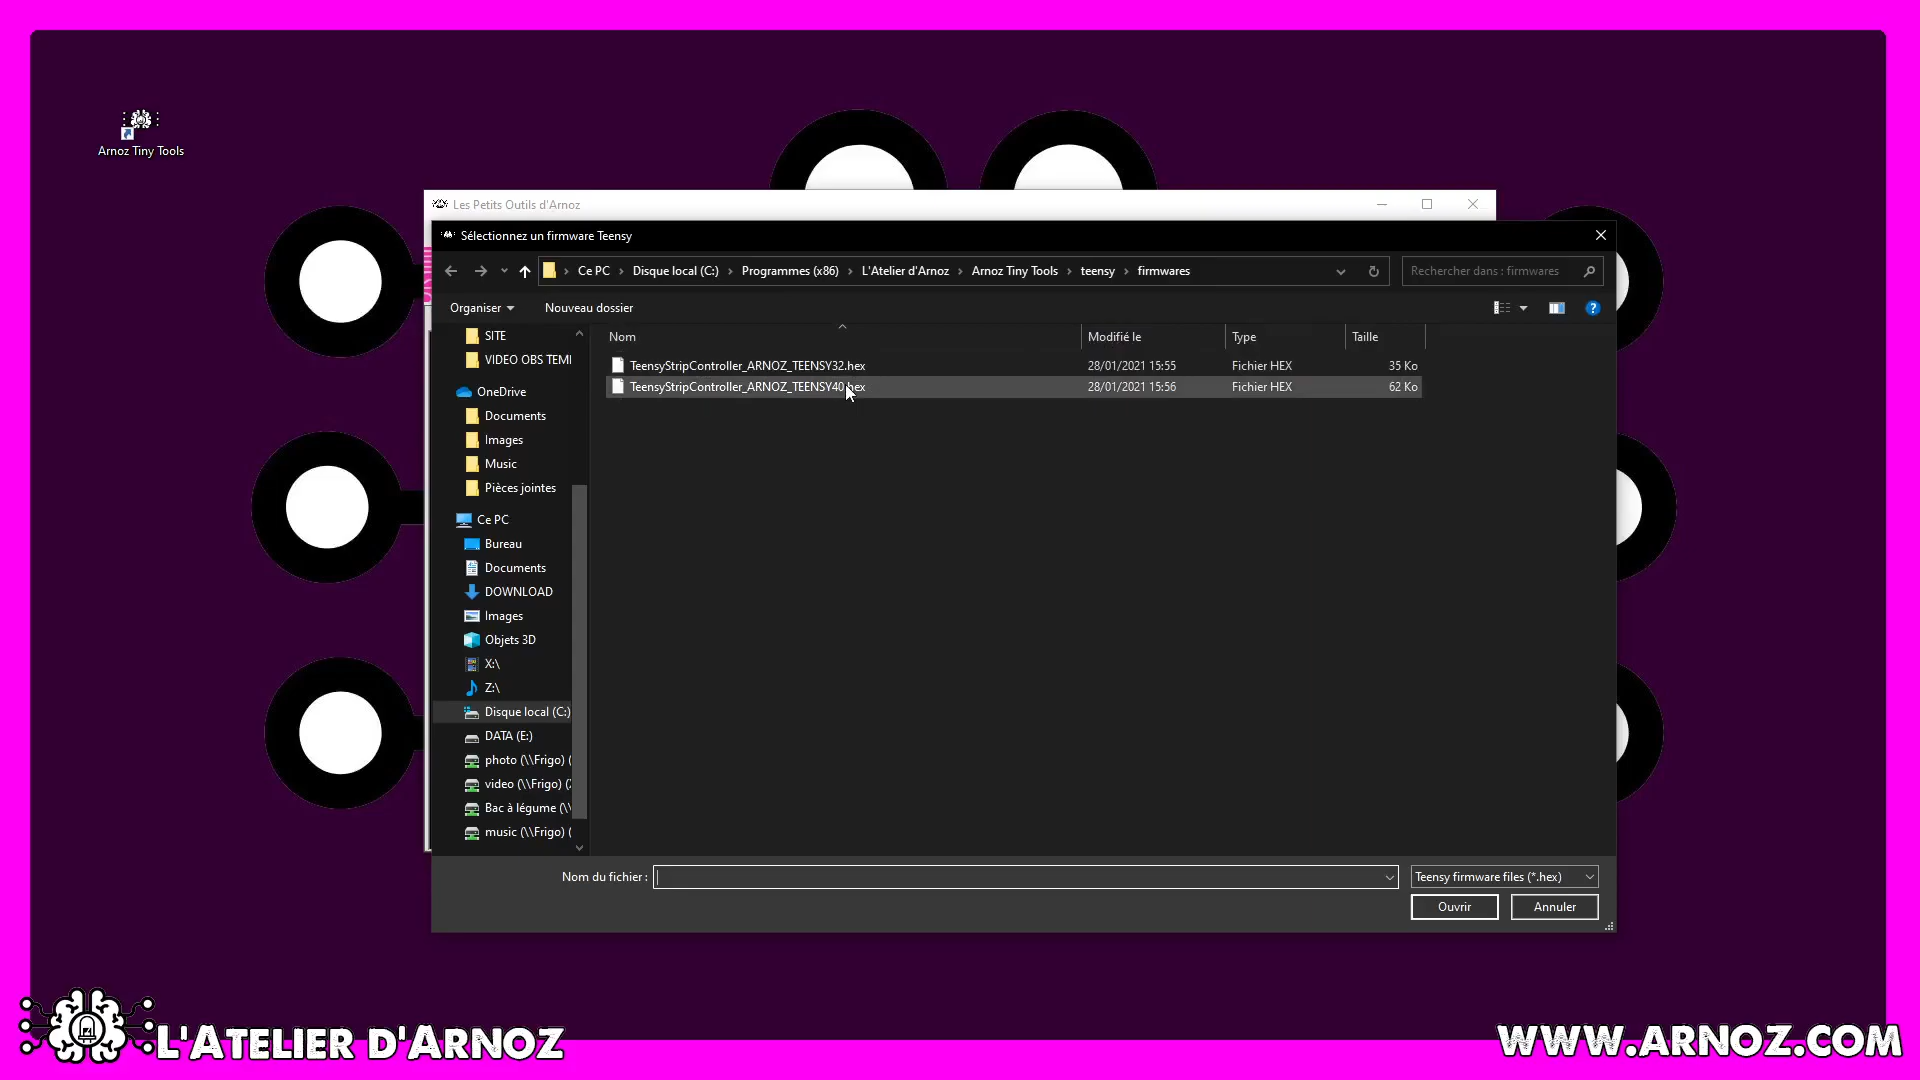 Arnoz Tiny Tools
Les Petits Outils d'Arnoz
Sélectionnez un firmware Teensy
Ce PC > Disque local (C:) > Programmes (x86) > L'Atelier d'Arnoz > Arnoz Tiny Tools > teensy > firmwares
Rechercher dans : firmwares
Organiser
Nouveau dossier
SITE
VIDEO OBS TEMI
OneDrive
Documents
Images
Music
Pièces jointes
Ce PC
Bureau
Documents
DOWNLOAD
Images
Objets 3D
X:\
Z:\
Disque local (C:)
DATA (E:)
photo (\\Frigo) (
video (\\Frigo) (
Bac à légume (\\
music (\\Frigo) (
Nom Modifié le Type Taille
TeensyStripController_ARNOZ_TEENSY32.hex 28/01/2021 15:55 Fichier HEX 35 Ko
TeensyStripController_ARNOZ_TEENSY40.hex 28/01/2021 15:56 Fichier HEX 62 Ko
Nom du fichier :
Teensy firmware files (*.hex)
Ouvrir
Annuler
L'ATELIER D'ARNOZ
WWW.ARNOZ.COM